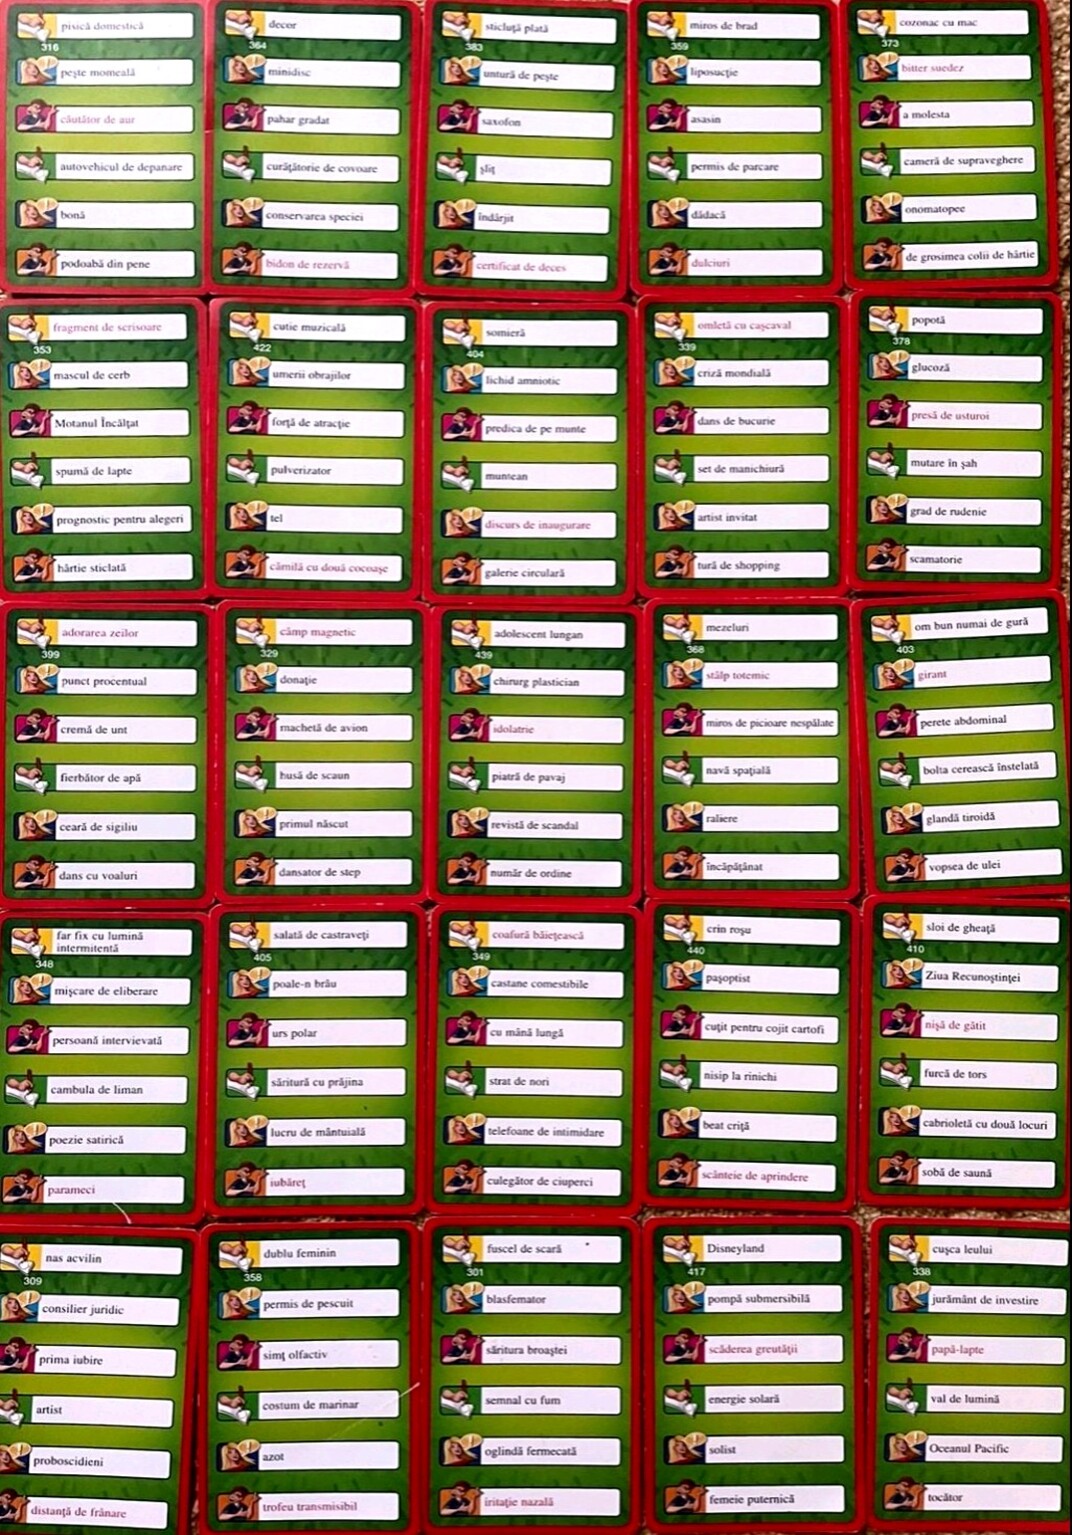 pisică domestică
316
pește momeală
căutător de aur
autovehicul de depanare
bonă
podoabă din pene
decor
364
minidisc
pahar gradat
curățătorie de covoare
conservarea speciei
bidon de rezervă
sticluță plată
383
untură de pește
saxofon
șliț
îndârjit
certificat de deces
miros de brad
359
liposucție
asasin
permis de parcare
dădacă
dulciuri
cozonac cu mac
373
bitter suedez
a molesta
cameră de supraveghere
onomatopee
de grosimea colii de hârtie
fragment de scrisoare
353
mascul de cerb
Motanul Încălțat
spumă de lapte
prognostic pentru alegeri
hârtie sticlată
cutie muzicală
422
umerii obrajilor
forță de atracție
pulverizator
tel
cămilă cu două cocoașe
somieră
404
lichid amniotic
predica de pe munte
muntean
discurs de inaugurare
galerie circulară
omletă cu cașcaval
339
criză mondială
dans de bucurie
set de manichiură
artist invitat
tură de shopping
popotă
378
glucoză
presă de usturoi
mutare în șah
grad de rudenie
scamatorie
adorarea zeilor
399
punct procentual
cremă de unt
fierbător de apă
ceară de sigiliu
dans cu voaluri
câmp magnetic
329
donație
machetă de avion
husă de scaun
primul născut
dansator de step
adolescent lungan
439
chirurg plastician
idolatrie
piatră de pavaj
revistă de scandal
număr de ordine
mezeluri
368
stâlp totemic
miros de picioare nespălate
navă spațială
raliere
încăpățânat
om bun numai de gură
403
girant
perete abdominal
bolta cerească înstelată
glandă tiroidă
vopsea de ulei
far fix cu lumină
intermitentă
348
mișcare de eliberare
persoană intervievată
cambula de liman
poezie satirică
parameci
salată de castraveți
405
poale-n brâu
urs polar
săritură cu prăjina
lucru de mântuială
iubăreț
coafură băiețească
349
castane comestibile
cu mână lungă
strat de nori
telefoane de intimidare
culegător de ciuperci
crin roșu
440
pașoptist
cuțit pentru cojit cartofi
nisip la rinichi
beat criță
scânteie de aprindere
sloi de gheață
410
Ziua Recunoștinței
nișă de gătit
furcă de tors
cabrioletă cu două locuri
sobă de saună
nas acvilin
309
consilier juridic
prima iubire
artist
proboscidieni
distanță de frânare
dublu feminin
358
permis de pescuit
simț olfactiv
costum de marinar
azot
trofeu transmisibil
fuscel de scară
301
blasfemator
săritura broaștei
semnal cu fum
oglindă fermecată
iritație nazală
Disneyland
417
pompă submersibilă
scăderea greutății
energie solară
solist
femeie puternică
cușca leului
338
jurământ de investire
papă-lapte
val de lumină
Oceanul Pacific
tocător